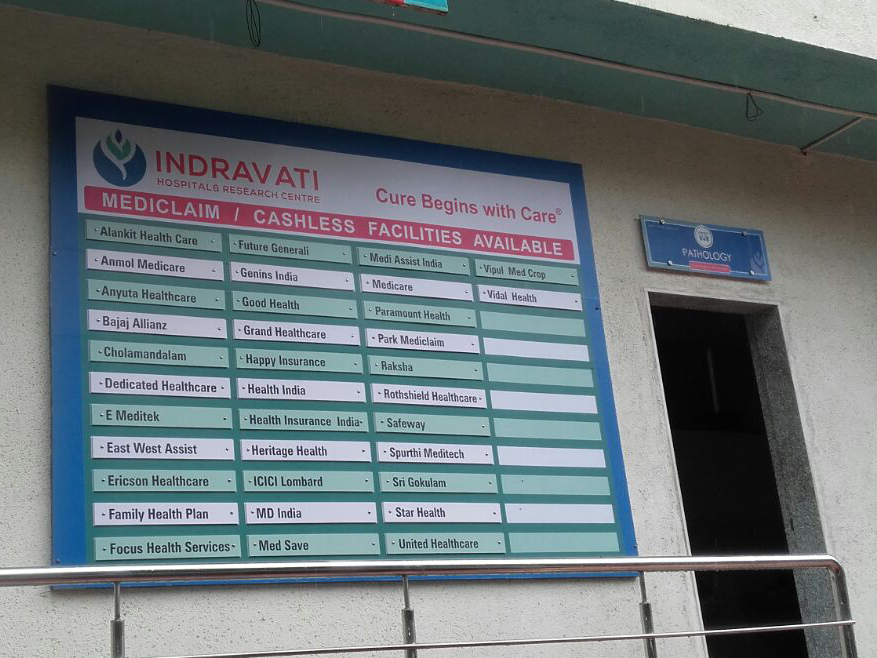 INDRAVATI
HOSPITAL & RESEARCH CENTRE
Cure Begins with Care®
MEDICLAIM / CASHLESS FACILITIES AVAILABLE
Alankit Health Care
Anmol Medicare
Anyuta Healthcare
Bajaj Allianz
Cholamandalam
Dedicated Healthcare
E Meditek
East West Assist
Ericson Healthcare
Family Health Plan
Focus Health Services
Future Generali
Genins India
Good Health
Grand Healthcare
Happy Insurance
Health India
Health Insurance India
Heritage Health
ICICI Lombard
MD India
Med Save
Medi Assist India
Medicare
Paramount Health
Park Mediclaim
Raksha
Rothshield Healthcare
Safeway
Spurthi Meditech
Sri Gokulam
Star Health
United Healthcare
Vipul Med Crop
Vidal Health
PATHOLOGY